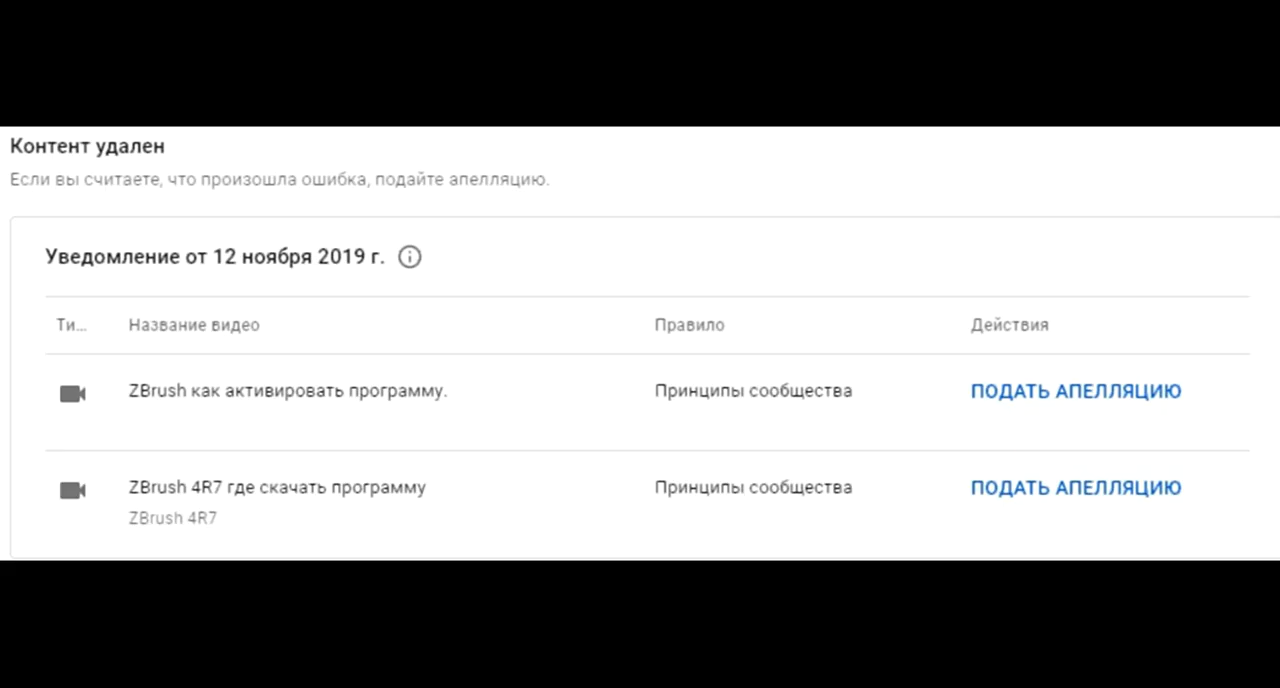 Контент удален
Если вы считаете, что произошла ошибка, подайте апелляцию.
Уведомление от 12 ноября 2019 г.
Ти... Название видео Правило Действия
ZBrush как активировать программу. Принципы сообщества ПОДАТЬ АПЕЛЛЯЦИЮ
ZBrush 4R7 где скачать программу Принципы сообщества ПОДАТЬ АПЕЛЛЯЦИЮ
ZBrush 4R7